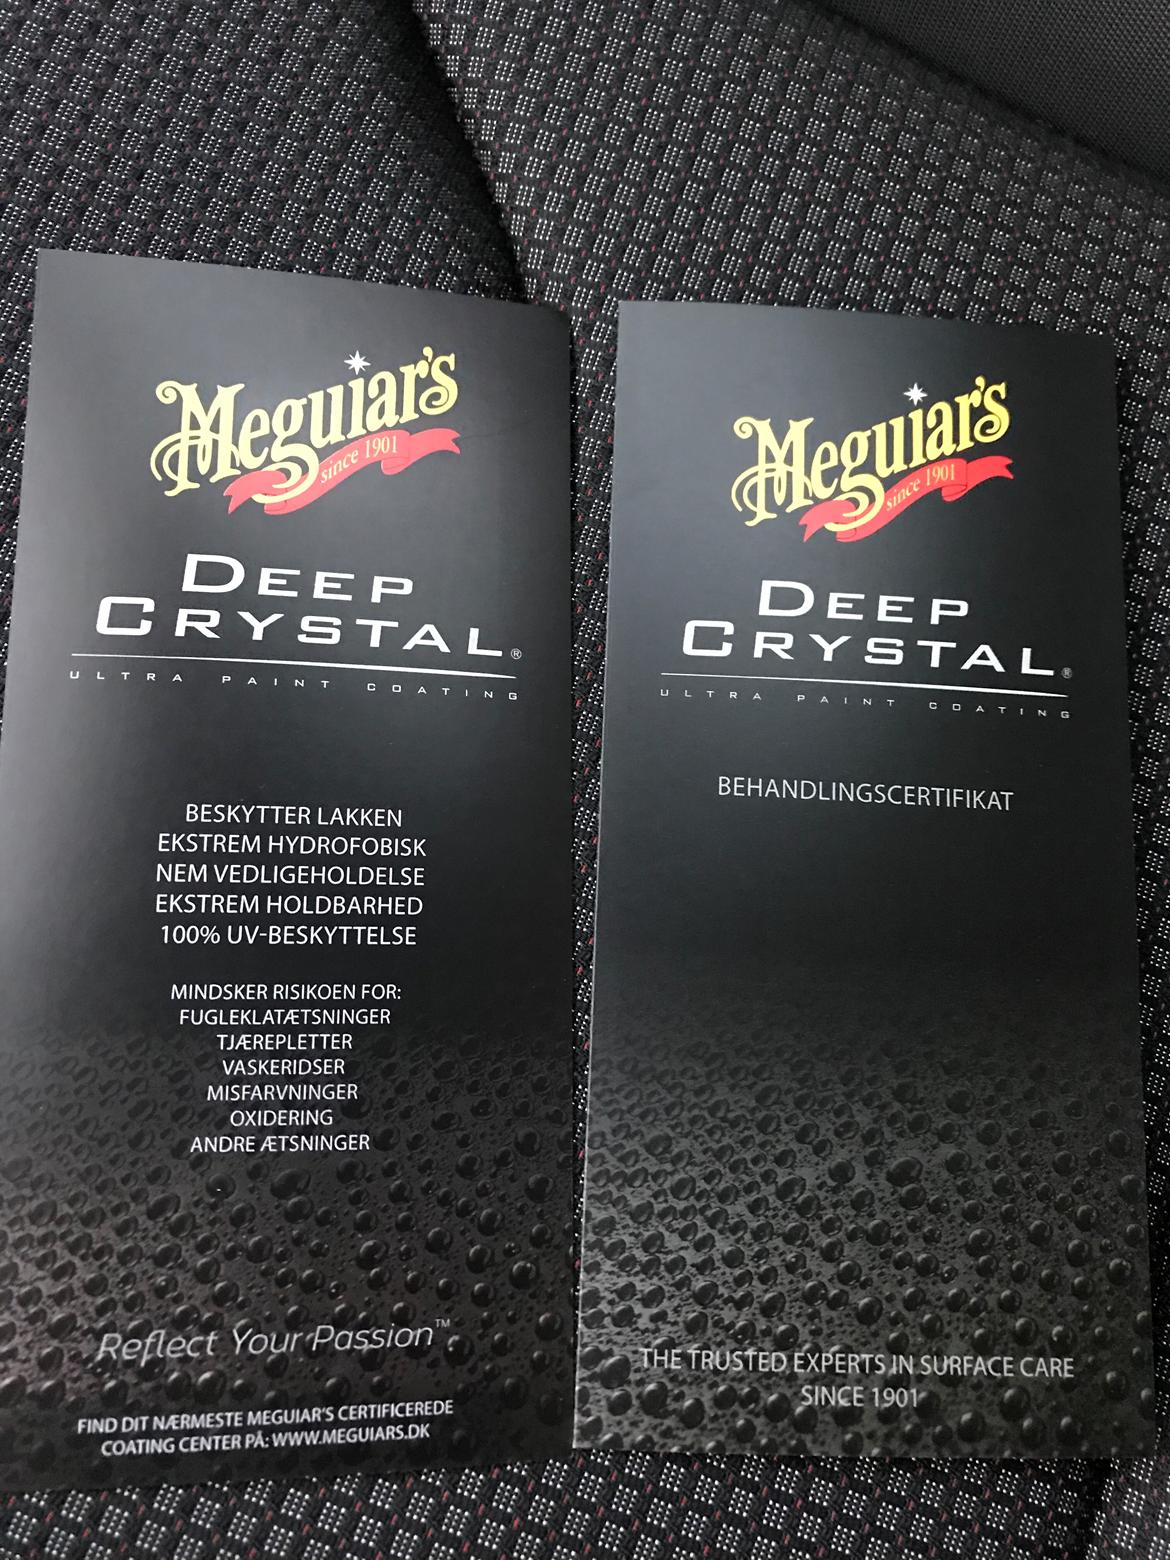 Meguiar's
since 1901
DEEP
CRYSTAL®
ULTRA PAINT COATING
BESKYTTER LAKKEN
EKSTREM HYDROFOBISK
NEM VEDLIGEHOLDELSE
EKSTREM HOLDBARHED
100% UV-BESKYTTELSE
MINDSKER RISIKOEN FOR:
FUGLEKLATÆTSNINGER
TJÆREPLETTER
VASKERIDSER
MISFARVNINGER
OXIDERING
ANDRE ÆTSNINGER
Reflect Your Passion™
FIND DIT NÆRMESTE MEGUIAR'S CERTIFICEREDE
COATING CENTER PÅ: WWW.MEGUIARS.DK
Meguiar's
since 1901
DEEP
CRYSTAL®
ULTRA PAINT COATING
BEHANDLINGSCERTIFIKAT
THE TRUSTED EXPERTS IN SURFACE CARE
SINCE 1901